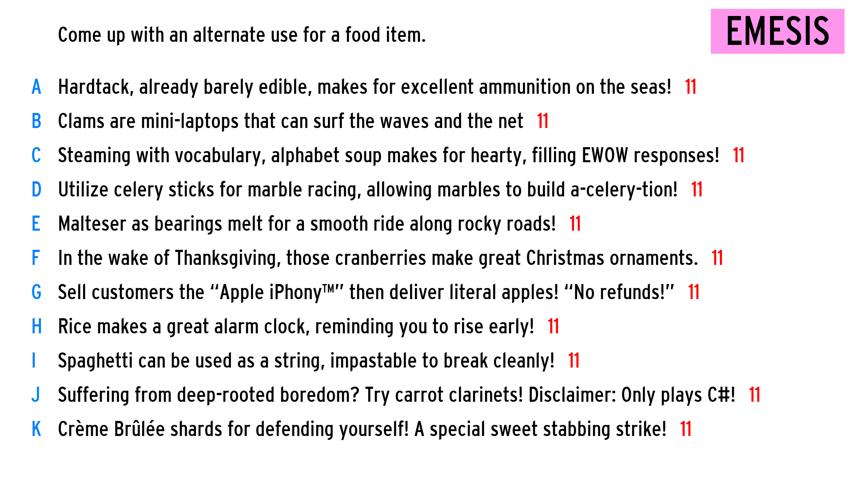 Come up with an alternate use for a food item.
EMESIS
A Hardtack, already barely edible, makes for excellent ammunition on the seas! 11
B Clams are mini-laptops that can surf the waves and the net 11
C Steaming with vocabulary, alphabet soup makes for hearty, filling EWOW responses! 11
D Utilize celery sticks for marble racing, allowing marbles to build a-celery-tion! 11
E Malteser as bearings melt for a smooth ride along rocky roads! 11
F In the wake of Thanksgiving, those cranberries make great Christmas ornaments. 11
G Sell customers the “Apple iPhony™” then deliver literal apples! “No refunds!” 11
H Rice makes a great alarm clock, reminding you to rise early! 11
I Spaghetti can be used as a string, impastable to break cleanly! 11
J Suffering from deep-rooted boredom? Try carrot clarinets! Disclaimer: Only plays C#! 11
K Crème Brûlée shards for defending yourself! A special sweet stabbing strike! 11